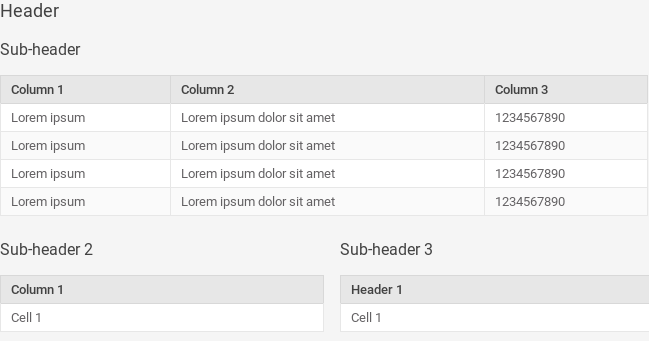 Header
Sub-header
Column 1 Column 2 Column 3
Lorem ipsum Lorem ipsum dolor sit amet 1234567890
Lorem ipsum Lorem ipsum dolor sit amet 1234567890
Lorem ipsum Lorem ipsum dolor sit amet 1234567890
Lorem ipsum Lorem ipsum dolor sit amet 1234567890
Sub-header 2
Column 1
Cell 1
Sub-header 3
Header 1
Cell 1